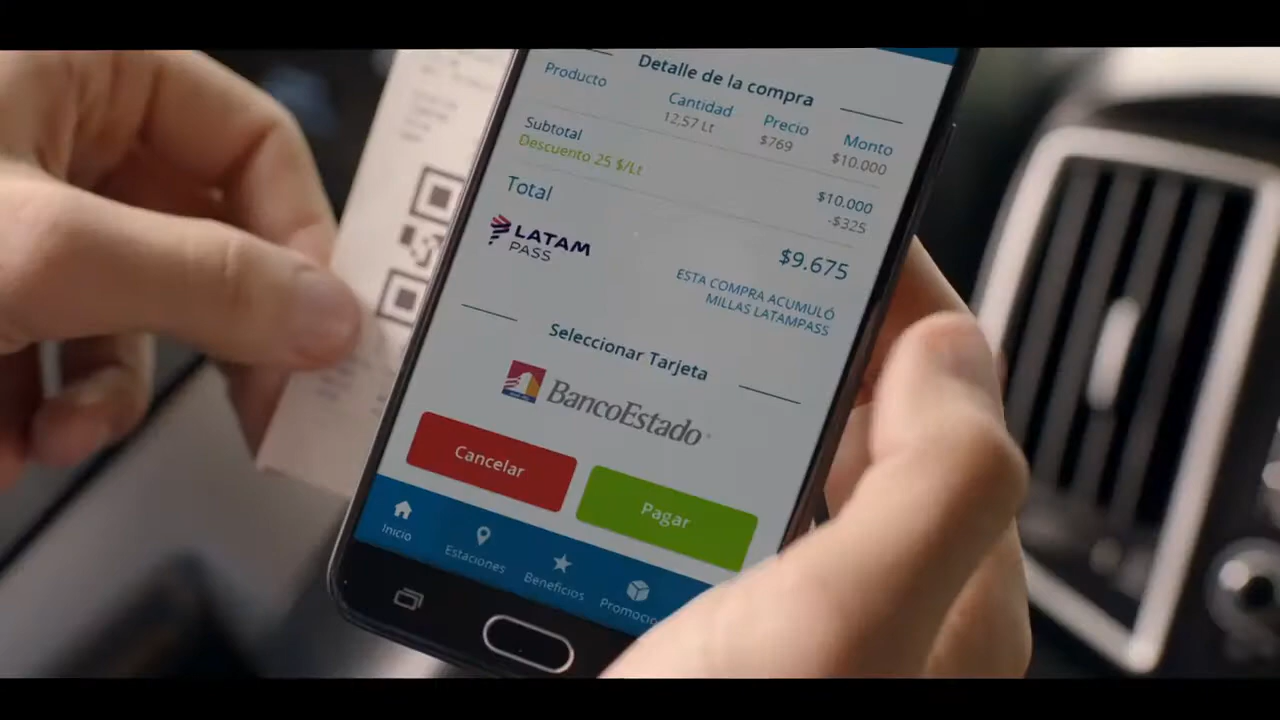 Detalle de la compra
Producto
Cantidad
Precio
Monto
12,57 Lt
$769
$10.000
Subtotal
$10.000
Descuento 25 $/Lt
-$325
Total
$9.675
LATAM
PASS
ESTA COMPRA ACUMULÓ
MILLAS LATAMPASS
Seleccionar Tarjeta
BancoEstado
Cancelar
Pagar
Inicio
Estaciones
Beneficios
Promocio